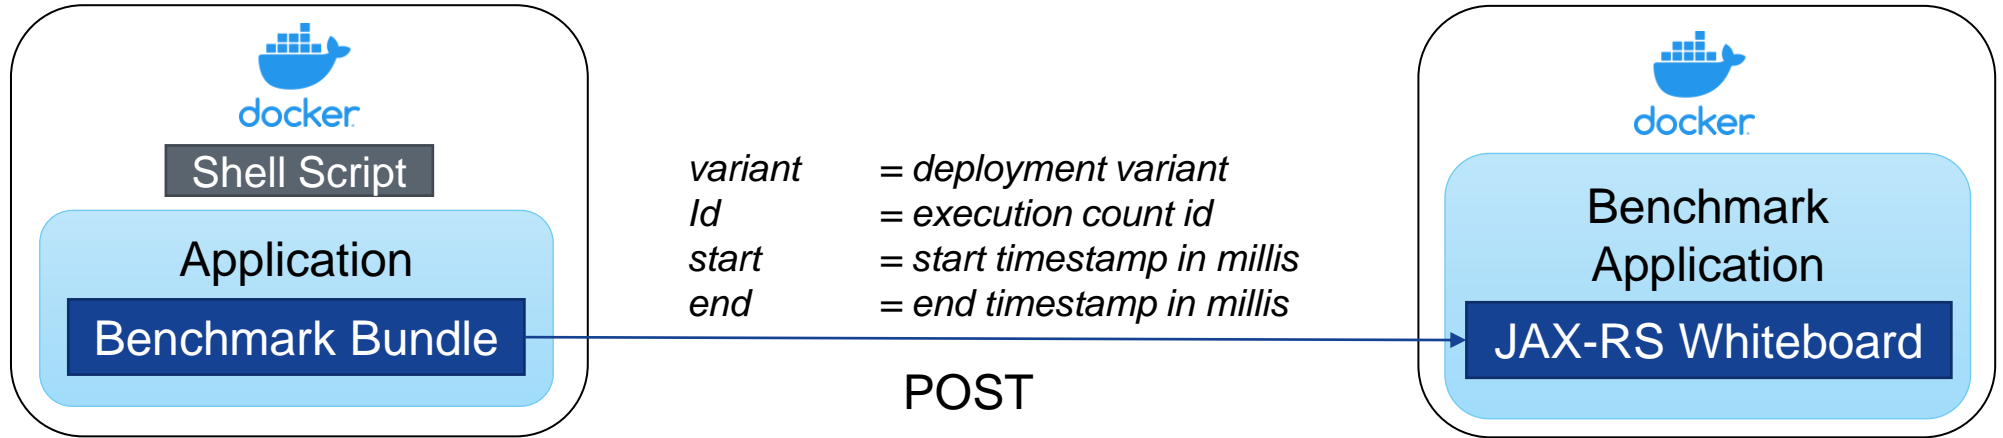 docker
Shell Script
Application
Benchmark Bundle
variant = deployment variant
Id = execution count id
start = start timestamp in millis
end = end timestamp in millis
POST
docker
Benchmark
Application
JAX-RS Whiteboard